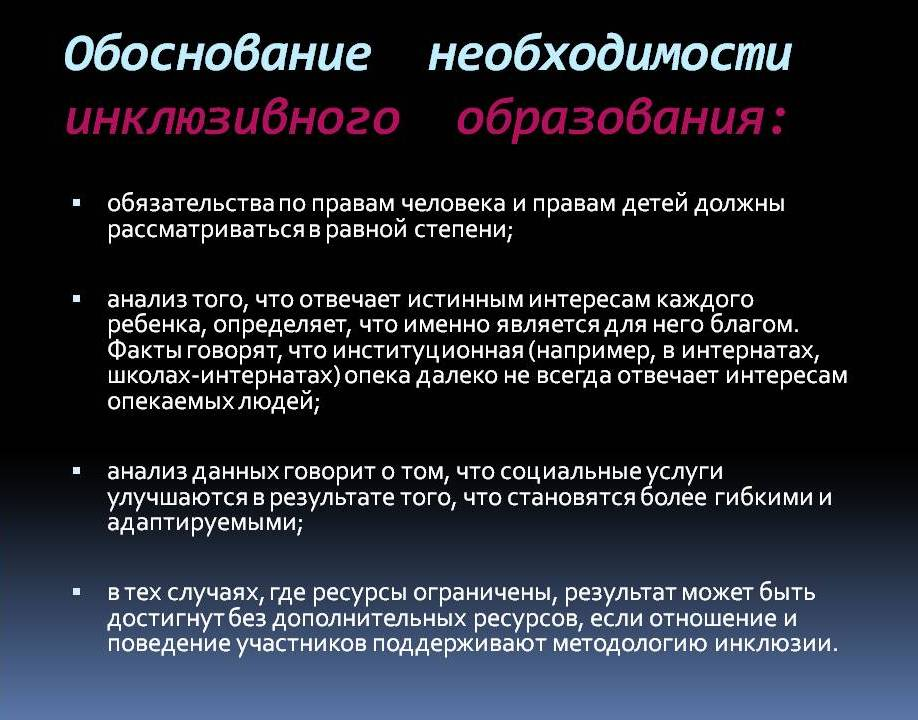 Обоснование необходимости
инклюзивного образования:
▪ обязательства по правам человека и правам детей должны
рассматриваться в равной степени;
▪ анализ того, что отвечает истинным интересам каждого
ребенка, определяет, что именно является для него благом.
Факты говорят, что институционная (например, в интернатах,
школах-интернатах) опека далеко не всегда отвечает интересам
опекаемых людей;
▪ анализ данных говорит о том, что социальные услуги
улучшаются в результате того, что становятся более гибкими и
адаптируемыми;
▪ в тех случаях, где ресурсы ограничены, результат может быть
достигнут без дополнительных ресурсов, если отношение и
поведение участников поддерживают методологию инклюзии.